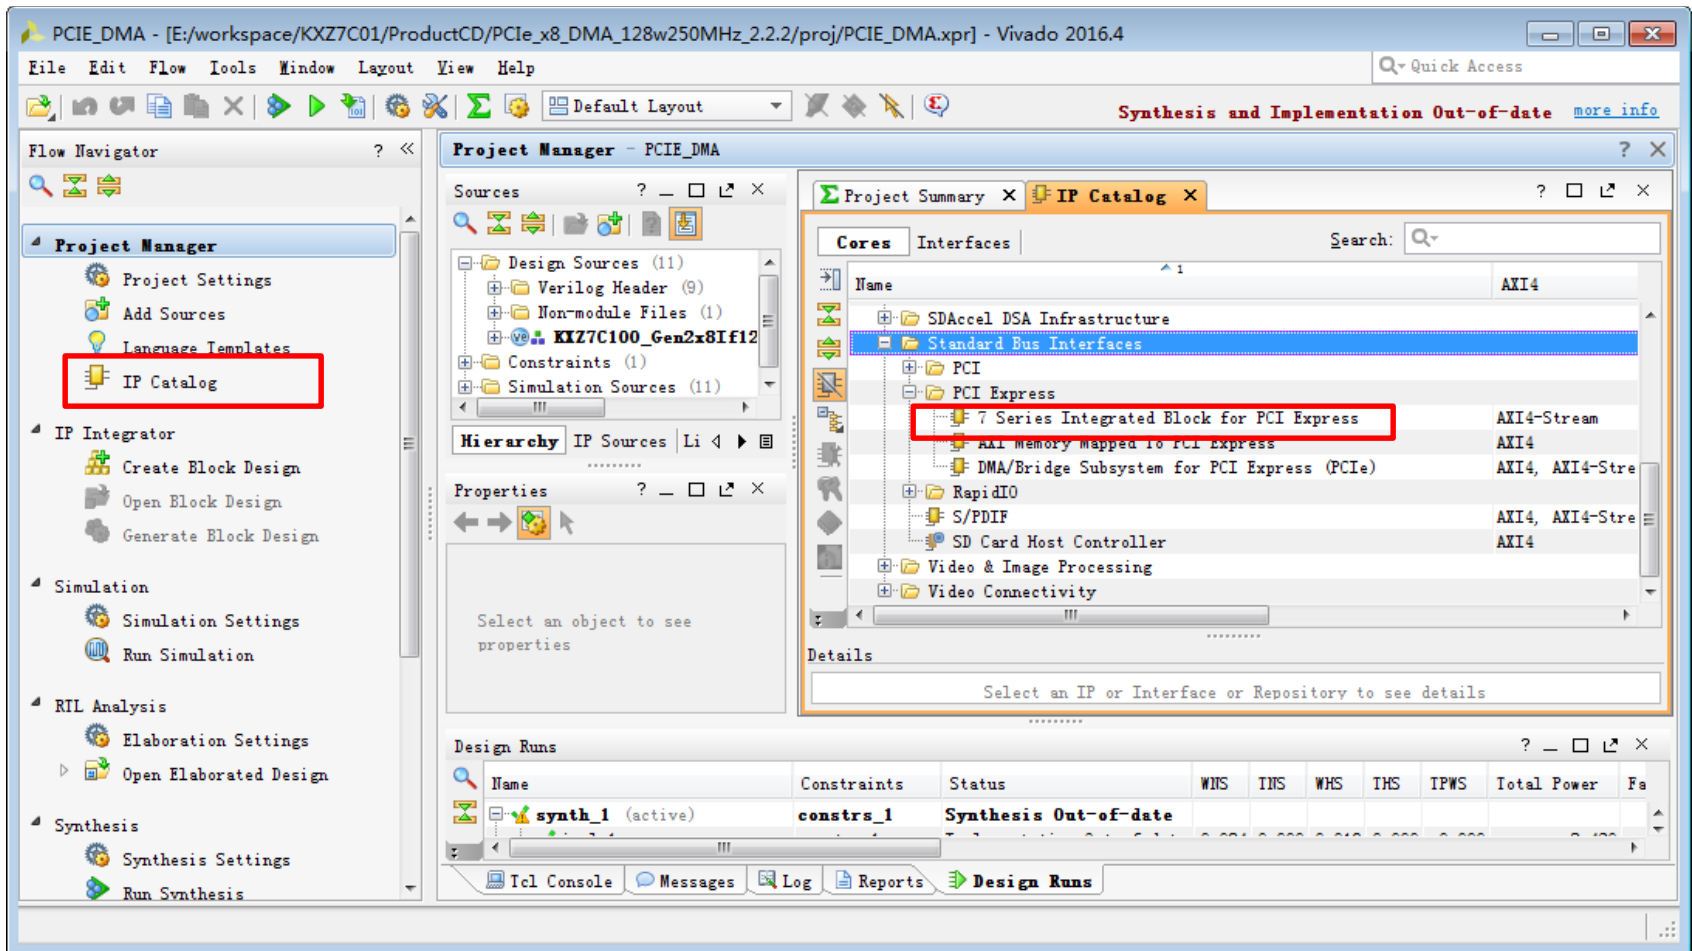 PCIE_DMA - [E:/workspace/KXZ7C01/ProductCD/PCIe_x8_DMA_128w250MHz_2.2.2/proj/PCIE_DMA.xpr] - Vivado 2016.4
File Edit Flow Tools Window Layout View Help
Quick Access
Default Layout
Synthesis and Implementation Out-of-date more info
Flow Navigator
Project Manager
Project Settings
Add Sources
Language Templates
IP Catalog
IP Integrator
Create Block Design
Open Block Design
Generate Block Design
Simulation
Simulation Settings
Run Simulation
RTL Analysis
Elaboration Settings
Open Elaborated Design
Synthesis
Synthesis Settings
Run Synthesis
Project Manager - PCIE_DMA
Sources
Design Sources (11)
Verilog Header (9)
Non-module Files (1)
KXZ7C100_Gen2x8If12
Constraints (1)
Simulation Sources (11)
Hierarchy IP Sources Li
Properties
Select an object to see
properties
Project Summary IP Catalog
Cores Interfaces
Search:
Name 1 AXI4
SDAccel DSA Infrastructure
Standard Bus Interfaces
PCI
PCI Express
7 Series Integrated Block for PCI Express AXI4-Stream
AXI Memory Mapped To PCI Express AXI4
DMA/Bridge Subsystem for PCI Express (PCIe) AXI4, AXI4-Stre
RapidIO
S/PDIF AXI4, AXI4-Stre
SD Card Host Controller AXI4
Video & Image Processing
Video Connectivity
Details
Select an IP or Interface or Repository to see details
Design Runs
Name Constraints Status WNS TNS WHS THS TPWS Total Power Fa
synth_1 (active) constrs_1 Synthesis Out-of-date
Tcl Console Messages Log Reports Design Runs